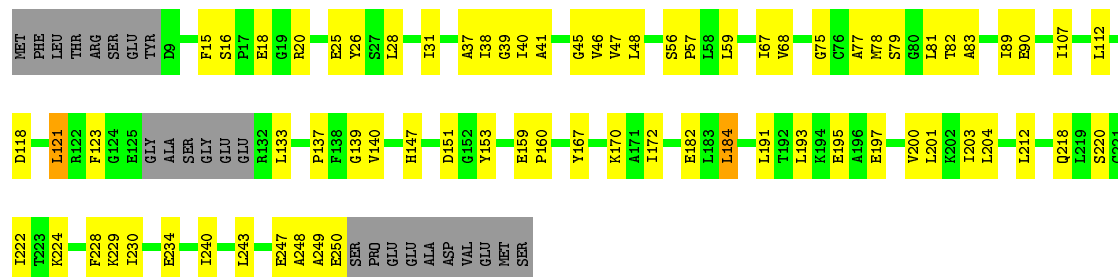 MET PHE LEU THR ARG SER GLU TYR D9 F15 S16 P17 E18 G19 R20 E25 Y26 S27 L28 I31 A37 I38 G39 I40 A41 G45 V46 V47 L48 S56 P57 L58 L59 I67 V68 G75 C76 A77 M78 S79 G80 L81 T82 A83 I89 E90 I107 L112
D118 L121 R122 F123 G124 E125 GLY ALA SER GLY GLU GLU R132 L133 P137 F138 G139 V140 H147 D151 G152 Y153 E159 P160 Y167 K170 A171 I172 E182 L183 L184 L191 T192 L193 K194 E195 A196 E197 V200 L201 K202 I203 L204 L212 Q218 L219 S220
I222 T223 K224 F228 K229 I230 E234 I240 L243 E247 A248 A249 E250 SER PRO GLU GLU ALA ASP VAL GLU MET SER